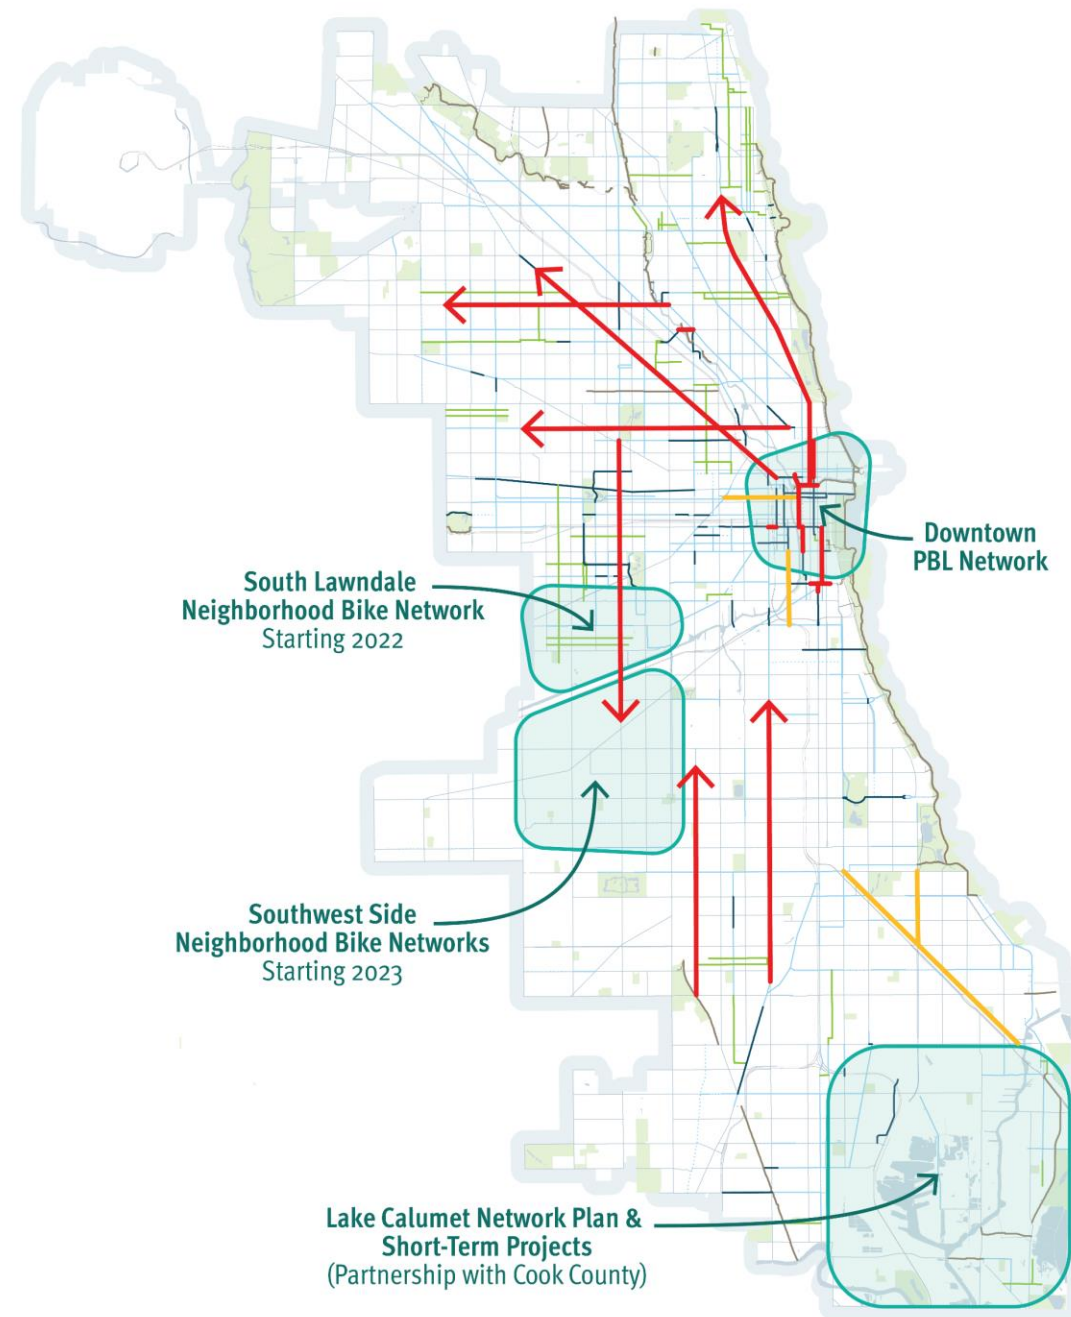 Downtown
PBL Network
South Lawndale
Neighborhood Bike Network
Starting 2022
Southwest Side
Neighborhood Bike Networks
Starting 2023
Lake Calumet Network Plan &
Short-Term Projects
(Partnership with Cook County)